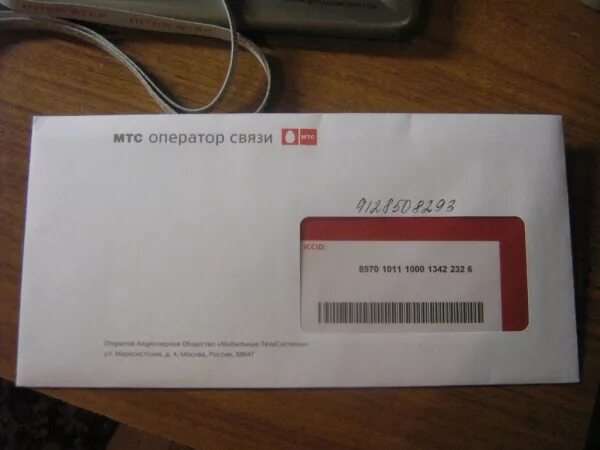 мтс оператор связи МТС
9128508293
ICCID:
8970 1011 1000 1342 232 6
Открытое Акционерное Общество «Мобильные ТелеСистемы»
ул. Марксистская, д. 4, Москва, Россия, 109147